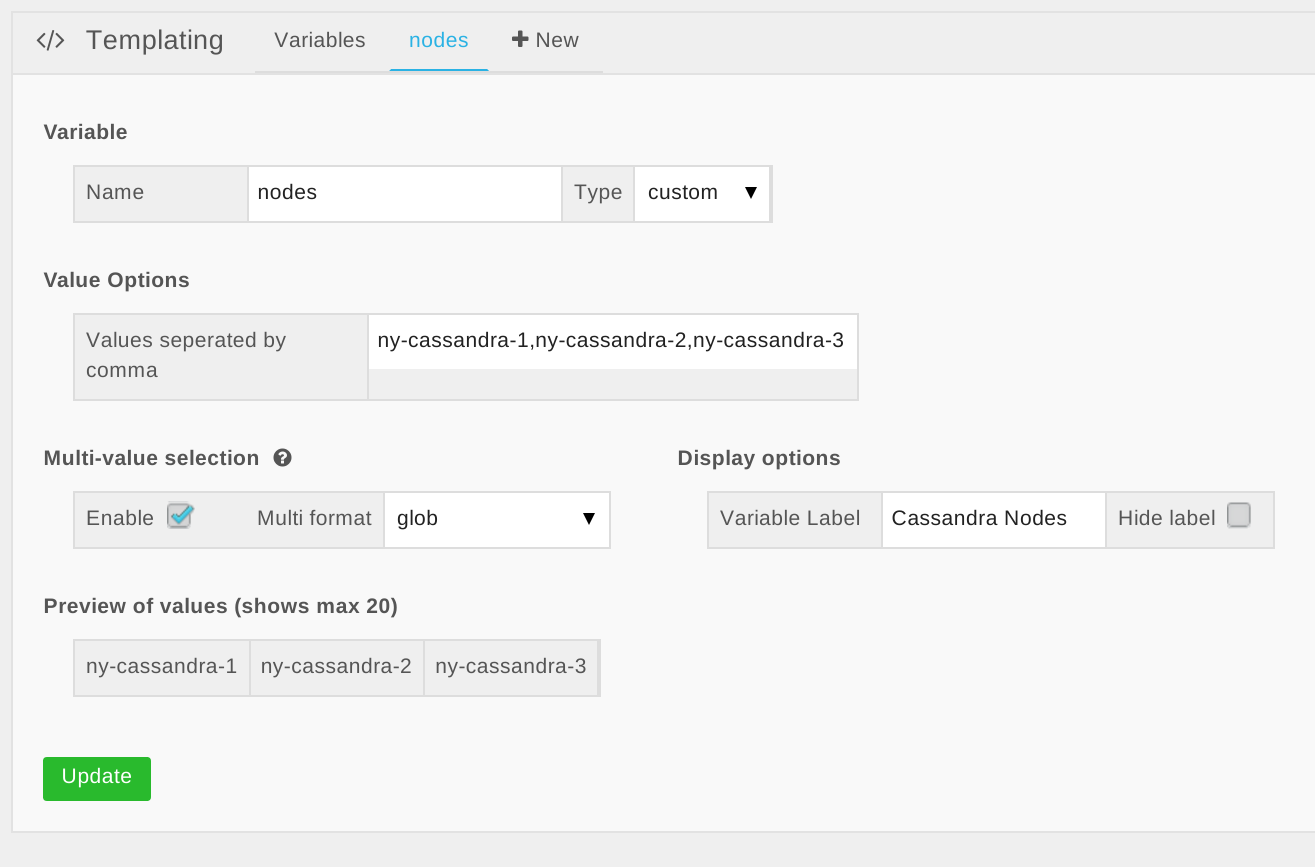 </> Templating Variables nodes + New
Variable
Name nodes Type custom ▼
Value Options
Values seperated by
comma
ny-cassandra-1,ny-cassandra-2,ny-cassandra-3
Multi-value selection ?
Enable Multi format glob ▼
Display options
Variable Label Cassandra Nodes Hide label
Preview of values (shows max 20)
ny-cassandra-1 ny-cassandra-2 ny-cassandra-3
Update